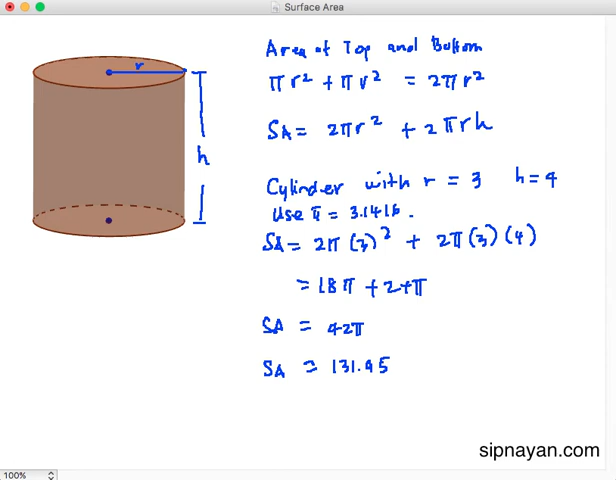 Surface Area
r
h
Area of Top and Bottom
πr² + πr² = 2πr²
SA = 2πr² + 2πrh
Cylinder with r = 3 h = 4
Use π = 3.1416.
SA = 2π(3)² + 2π(3)(4)
= 18π + 24π
SA = 42π
SA = 131.95
sipnayan.com
100%